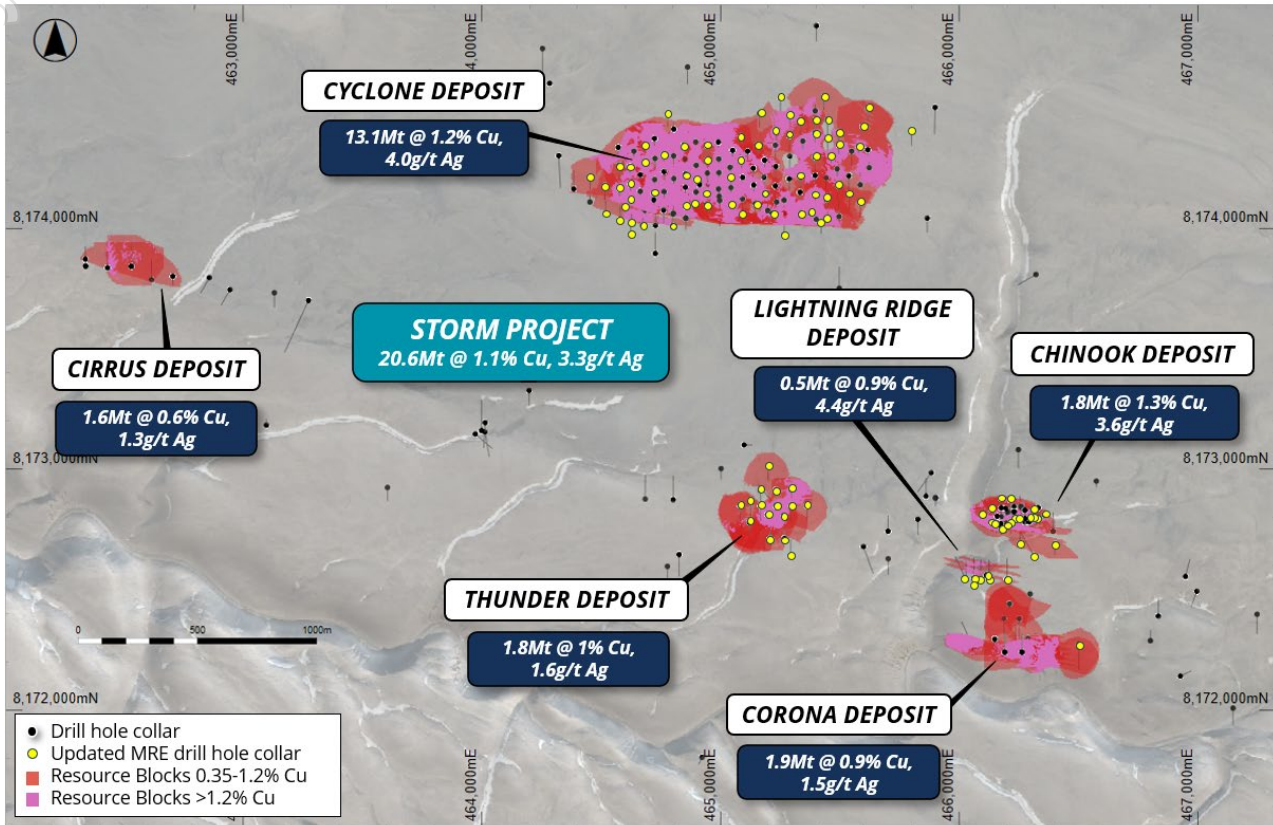 463,000mE
465,000mE
466,000mE
467,000mE
CYCLONE DEPOSIT
13.1Mt @ 1.2% Cu,
4.0g/t Ag
8,174,000mN
8,174,000mN
LIGHTNING RIDGE
DEPOSIT
0.5Mt @ 0.9% Cu,
4.4g/t Ag
STORM PROJECT
20.6Mt @ 1.1% Cu, 3.3g/t Ag
CHINOOK DEPOSIT
1.8Mt @ 1.3% Cu,
3.6g/t Ag
CIRRUS DEPOSIT
1.6Mt @ 0.6% Cu,
1.3g/t Ag
8,173,000mN
8,173,000mN
THUNDER DEPOSIT
1.8Mt @ 1% Cu,
1.6g/t Ag
0 500 1000m
8,172,000mN
8,172,000mN
CORONA DEPOSIT
1.9Mt @ 0.9% Cu,
1.5g/t Ag
Drill hole collar
Updated MRE drill hole collar
Resource Blocks 0.35-1.2% Cu
Resource Blocks >1.2% Cu
464,000mE
465,000mE
466,000mE
467,000mE